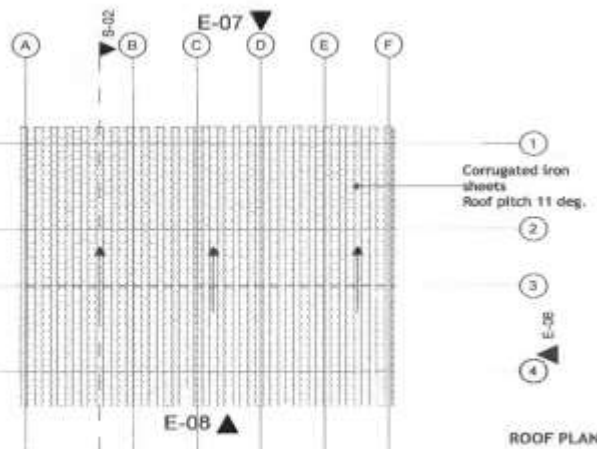 S-02
E-07
A
B
C
D
E
F
1
Corrugated iron
sheets
Roof pitch 11 deg.
2
3
E-08
4
E-08
ROOF PLAN